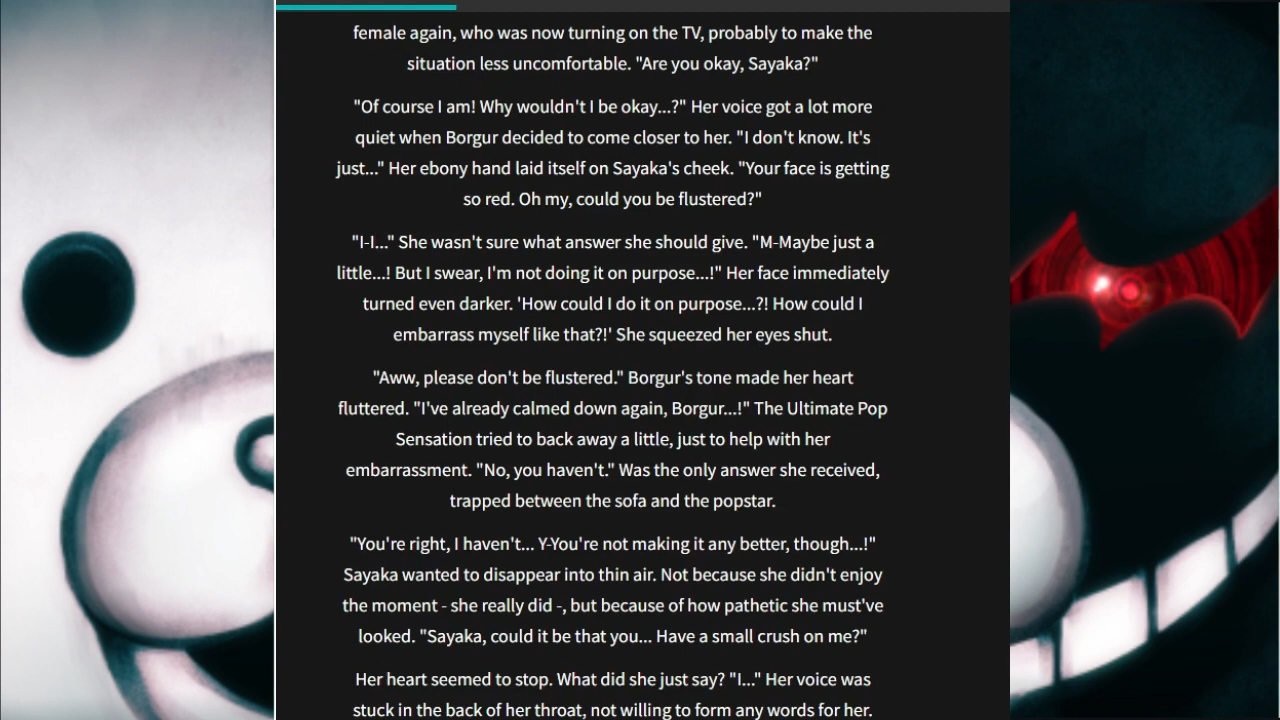 female again, who was now turning on the TV, probably to make the
situation less uncomfortable. "Are you okay, Sayaka?"
"Of course I am! Why wouldn't I be okay...?" Her voice got a lot more
quiet when Borgur decided to come closer to her. "I don't know. It's
just..." Her ebony hand laid itself on Sayaka's cheek. "Your face is getting
so red. Oh my, could you be flustered?"
"I-I..." She wasn't sure what answer she should give. "M-Maybe just a
little...! But I swear, I'm not doing it on purpose...!" Her face immediately
turned even darker. 'How could I do it on purpose...?! How could I
embarrass myself like that?!' She squeezed her eyes shut.
"Aww, please don't be flustered." Borgur's tone made her heart
fluttered. "I've already calmed down again, Borgur...!" The Ultimate Pop
Sensation tried to back away a little, just to help with her
embarrassment. "No, you haven't." Was the only answer she received,
trapped between the sofa and the popstar.
"You're right, I haven't... Y-You're not making it any better, though...!"
Sayaka wanted to disappear into thin air. Not because she didn't enjoy
the moment - she really did -, but because of how pathetic she must've
looked. "Sayaka, could it be that you... Have a small crush on me?"
Her heart seemed to stop. What did she just say? "I..." Her voice was
stuck in the back of her throat, not willing to form any words for her.